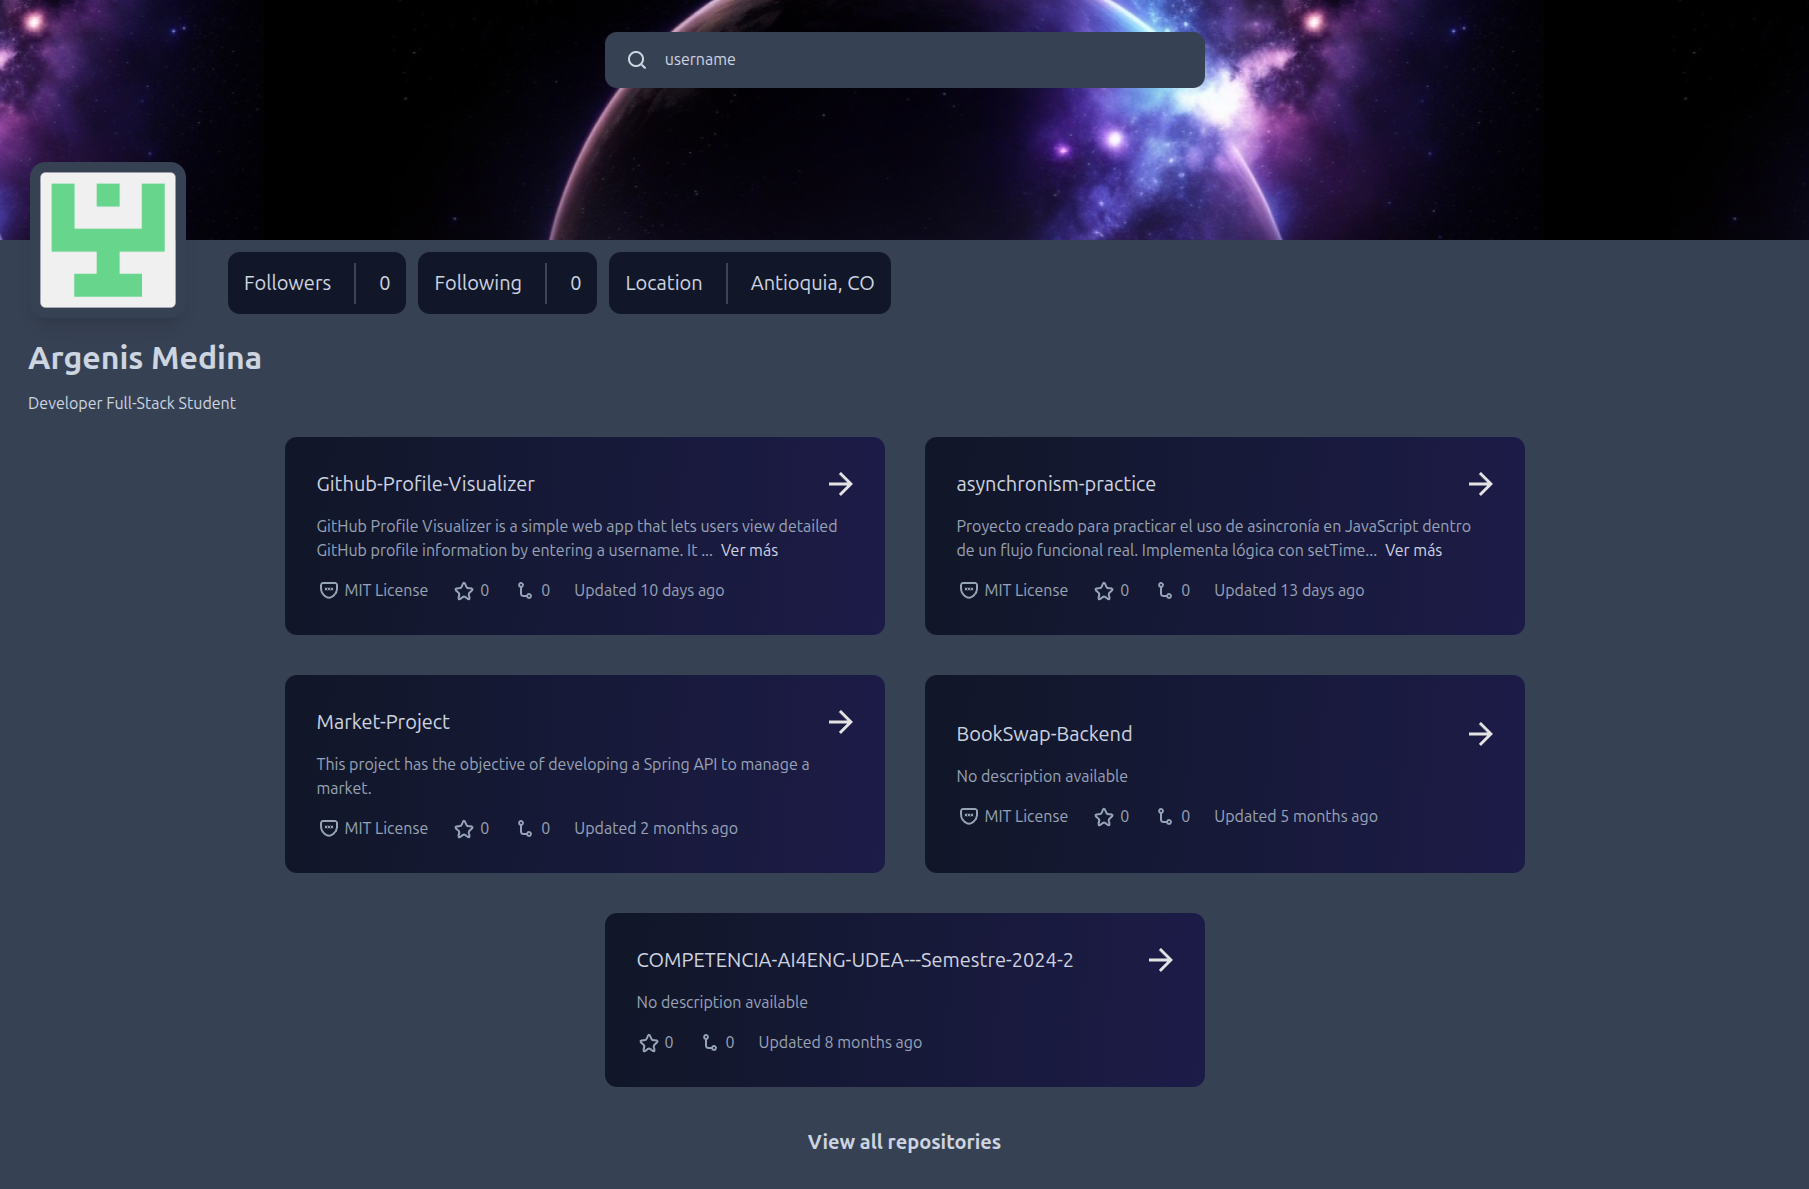 username
Followers 0
Following 0
Location Antioquia, CO
Argenis Medina
Developer Full-Stack Student
Github-Profile-Visualizer
GitHub Profile Visualizer is a simple web app that lets users view detailed
GitHub profile information by entering a username. It ... Ver más
MIT License 0 0 Updated 10 days ago
asynchronism-practice
Proyecto creado para practicar el uso de asincronía en JavaScript dentro
de un flujo funcional real. Implementa lógica con setTime... Ver más
MIT License 0 0 Updated 13 days ago
Market-Project
This project has the objective of developing a Spring API to manage a
market.
MIT License 0 0 Updated 2 months ago
BookSwap-Backend
No description available
MIT License 0 0 Updated 5 months ago
COMPETENCIA-AI4ENG-UDEA---Semestre-2024-2
No description available
0 0 Updated 8 months ago
View all repositories